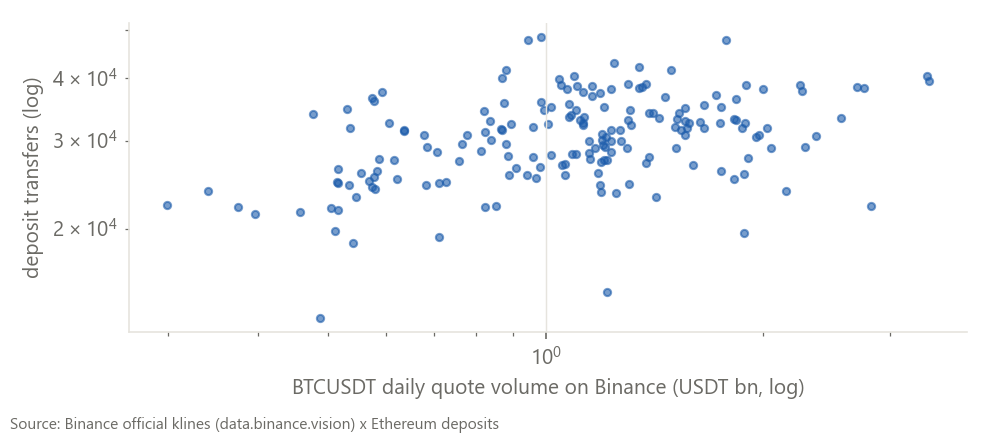 4 × 10⁴
3 × 10⁴
2 × 10⁴
deposit transfers (log)
10⁰
BTCUSDT daily quote volume on Binance (USDT bn, log)
Source: Binance official klines (data.binance.vision) x Ethereum deposits